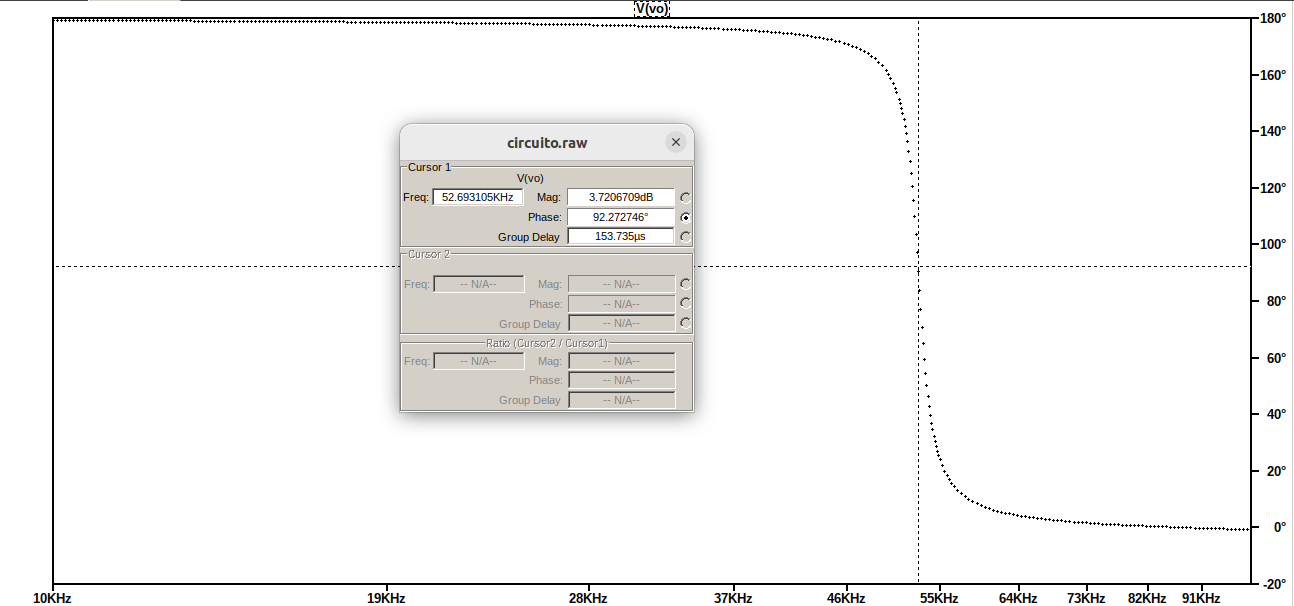 V(vo)
180°
160°
140°
120°
100°
80°
60°
40°
20°
0°
-20°
10KHz 19KHz 28KHz 37KHz 46KHz 55KHz 64KHz 73KHz 82KHz 91KHz
circuito.raw
Cursor 1
V(vo)
Freq: 52.693105KHz Mag: 3.7206709dB
Phase: 92.272746°
Group Delay 153.735µs
Cursor 2
Freq: -- N/A-- Mag: -- N/A--
Phase: -- N/A--
Group Delay -- N/A--
Ratio (Cursor2 / Cursor1)
Freq: -- N/A-- Mag: -- N/A--
Phase: -- N/A--
Group Delay -- N/A--